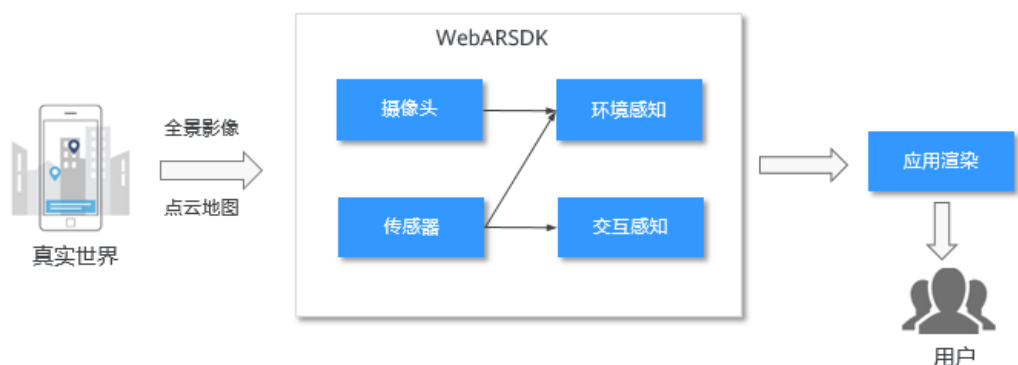 WebARSDK
摄像头
环境感知
全景影像
点云地图
真实世界
传感器
交互感知
应用渲染
用户